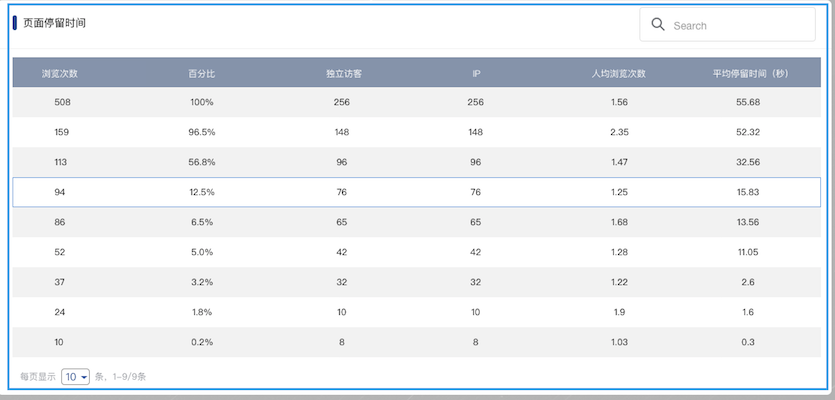 页面停留时间
Search
浏览次数 百分比 独立访客 IP 人均浏览次数 平均停留时间（秒）
508 100% 256 256 1.56 55.68
159 96.5% 148 148 2.35 52.32
113 56.8% 96 96 1.47 32.56
94 12.5% 76 76 1.25 15.83
86 6.5% 65 65 1.68 13.56
52 5.0% 42 42 1.28 11.05
37 3.2% 32 32 1.22 2.6
24 1.8% 10 10 1.9 1.6
10 0.2% 8 8 1.03 0.3
每页显示 10 条，1-9/9条